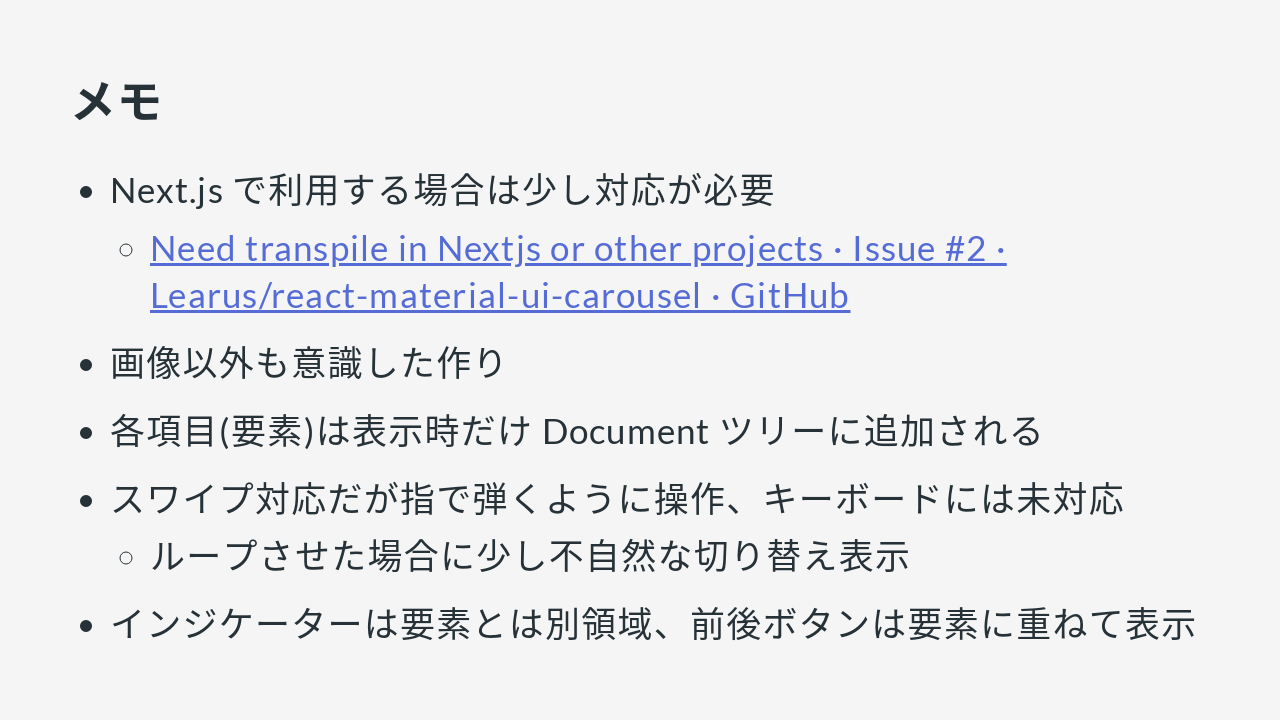 メモ
Next.js で利用する場合は少し対応が必要
Need transpile in Nextjs or other projects · Issue #2 ·
Learus/react-material-ui-carousel · GitHub
画像以外も意識した作り
各項目(要素)は表示時だけ Document ツリーに追加される
スワイプ対応だが指で弾くように操作、キーボードには未対応
ループさせた場合に少し不自然な切り替え表示
インジケーターは要素とは別領域、前後ボタンは要素に重ねて表示